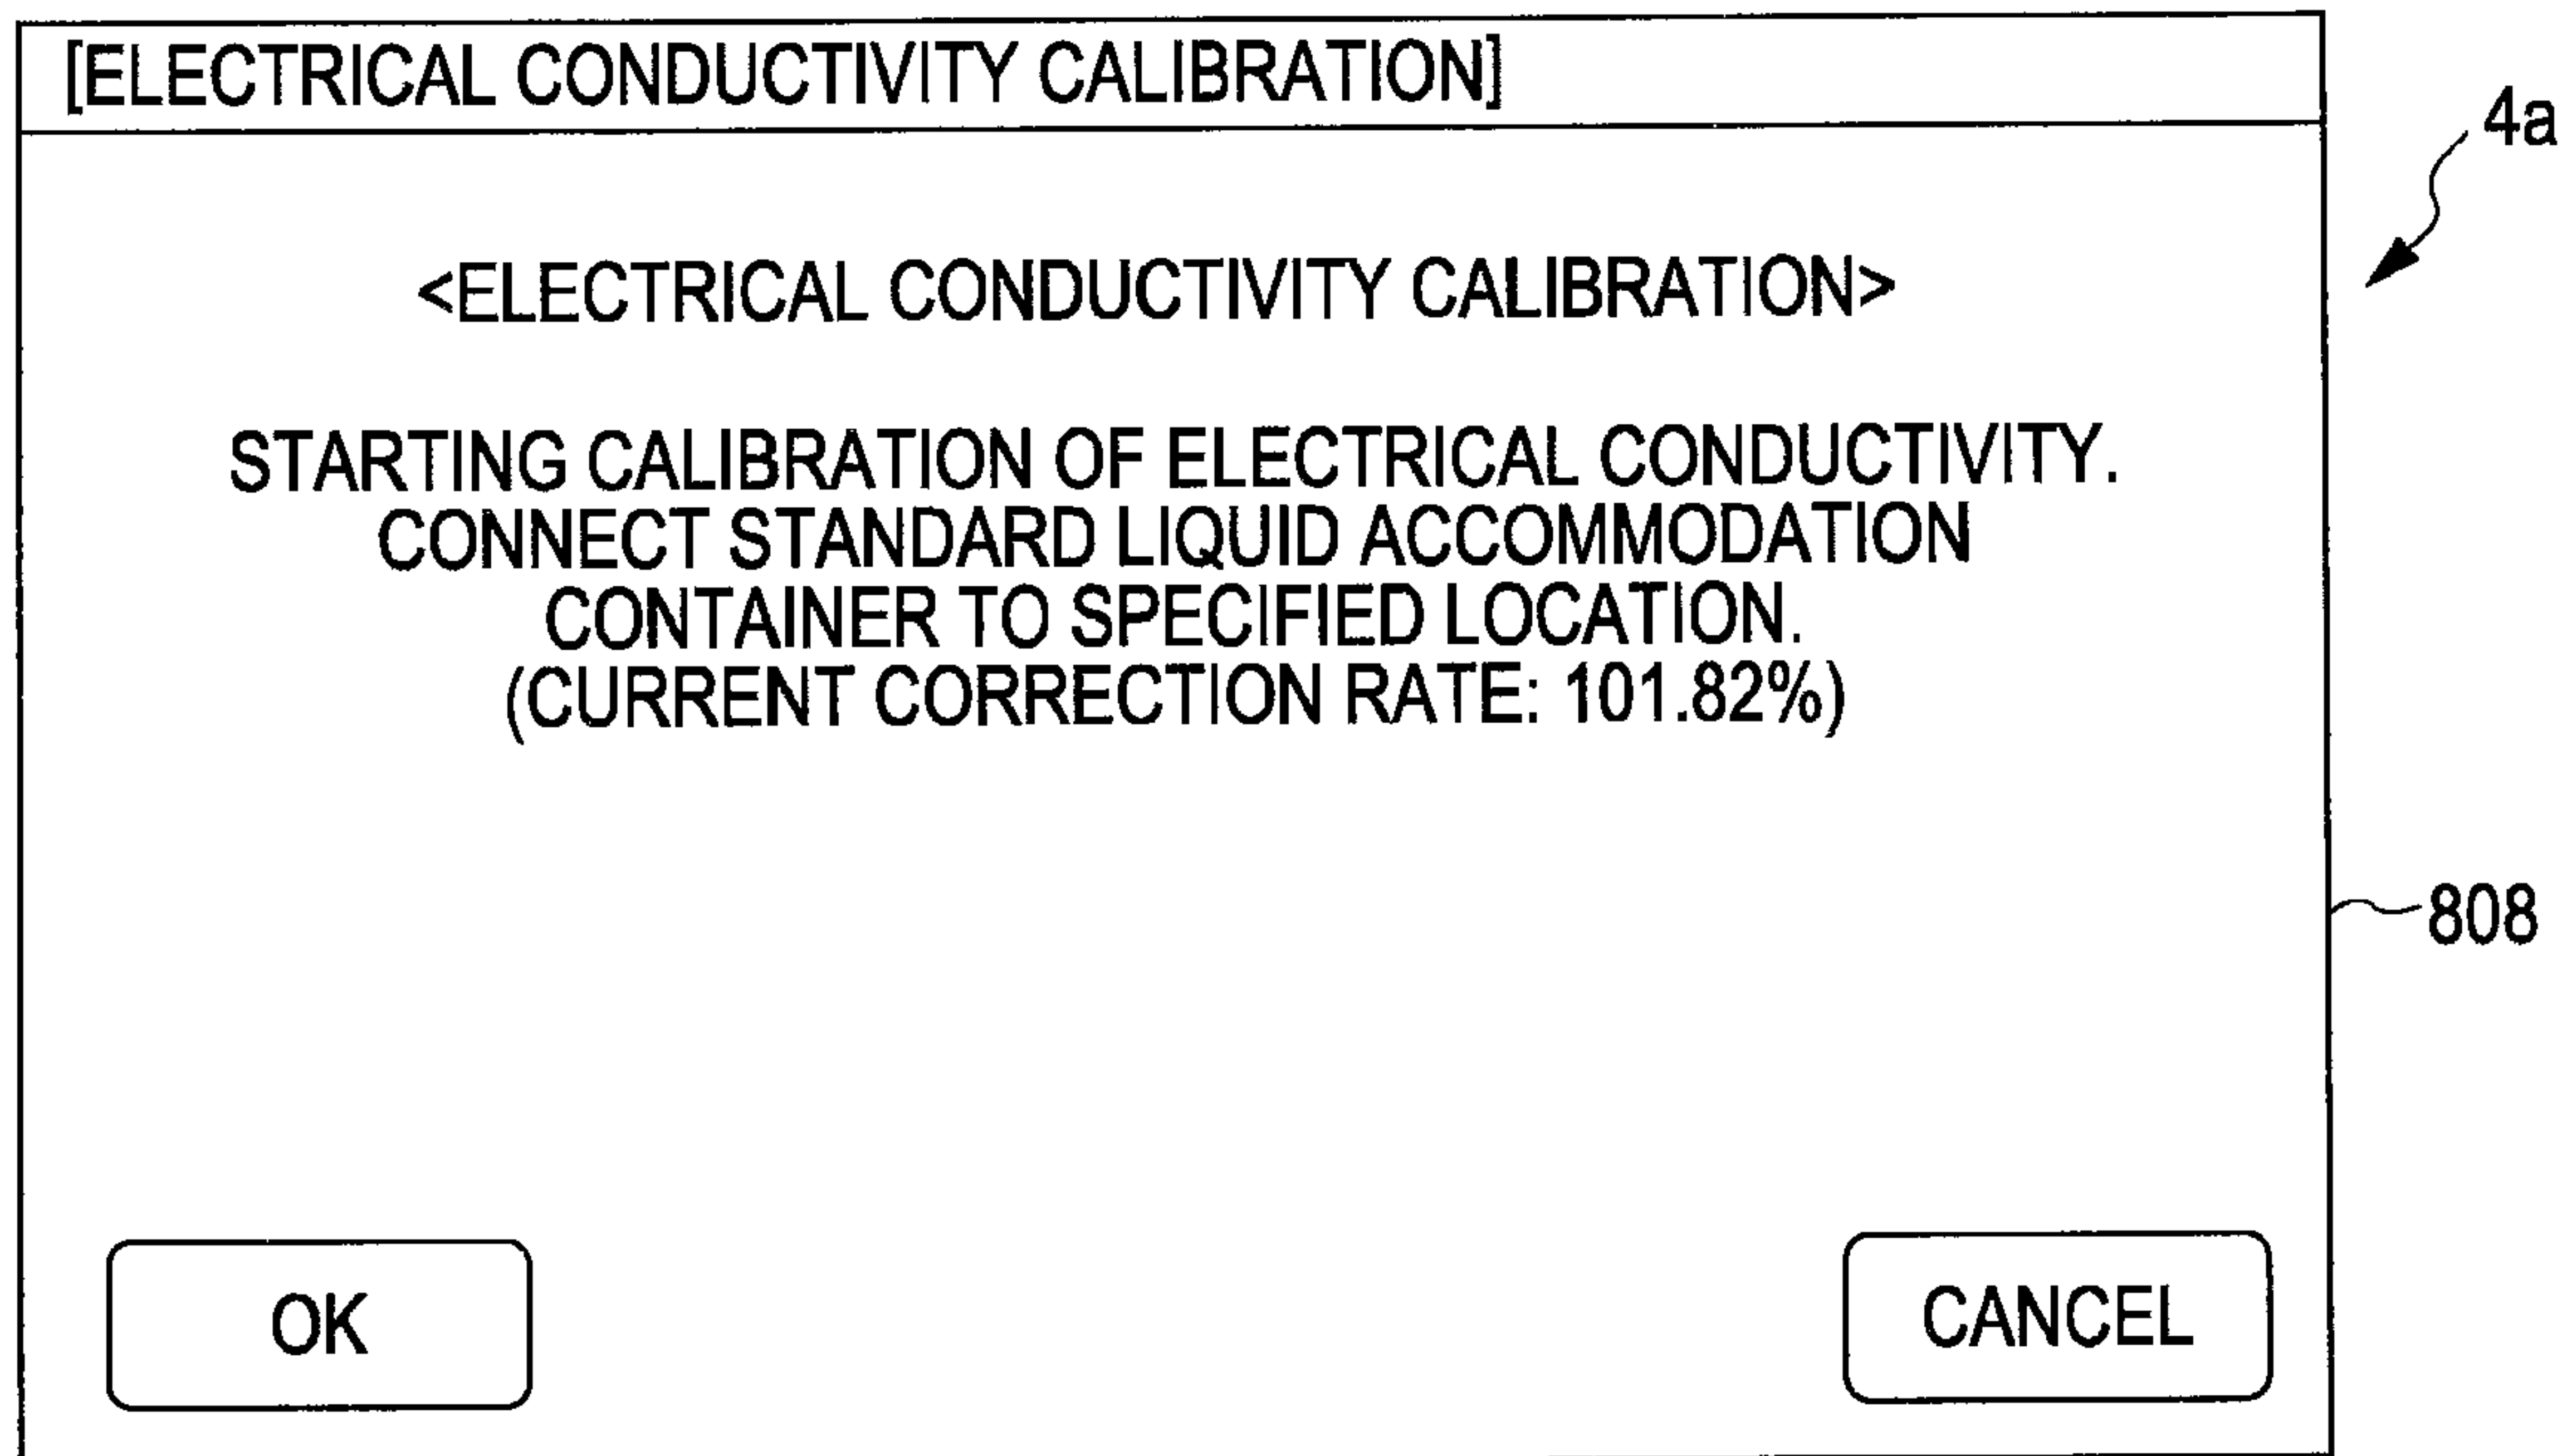 [ELECTRICAL CONDUCTIVITY CALIBRATION]
4a
<ELECTRICAL CONDUCTIVITY CALIBRATION>
STARTING CALIBRATION OF ELECTRICAL CONDUCTIVITY.
CONNECT STANDARD LIQUID ACCOMMODATION
CONTAINER TO SPECIFIED LOCATION.
(CURRENT CORRECTION RATE: 101.82%)
808
OK
CANCEL